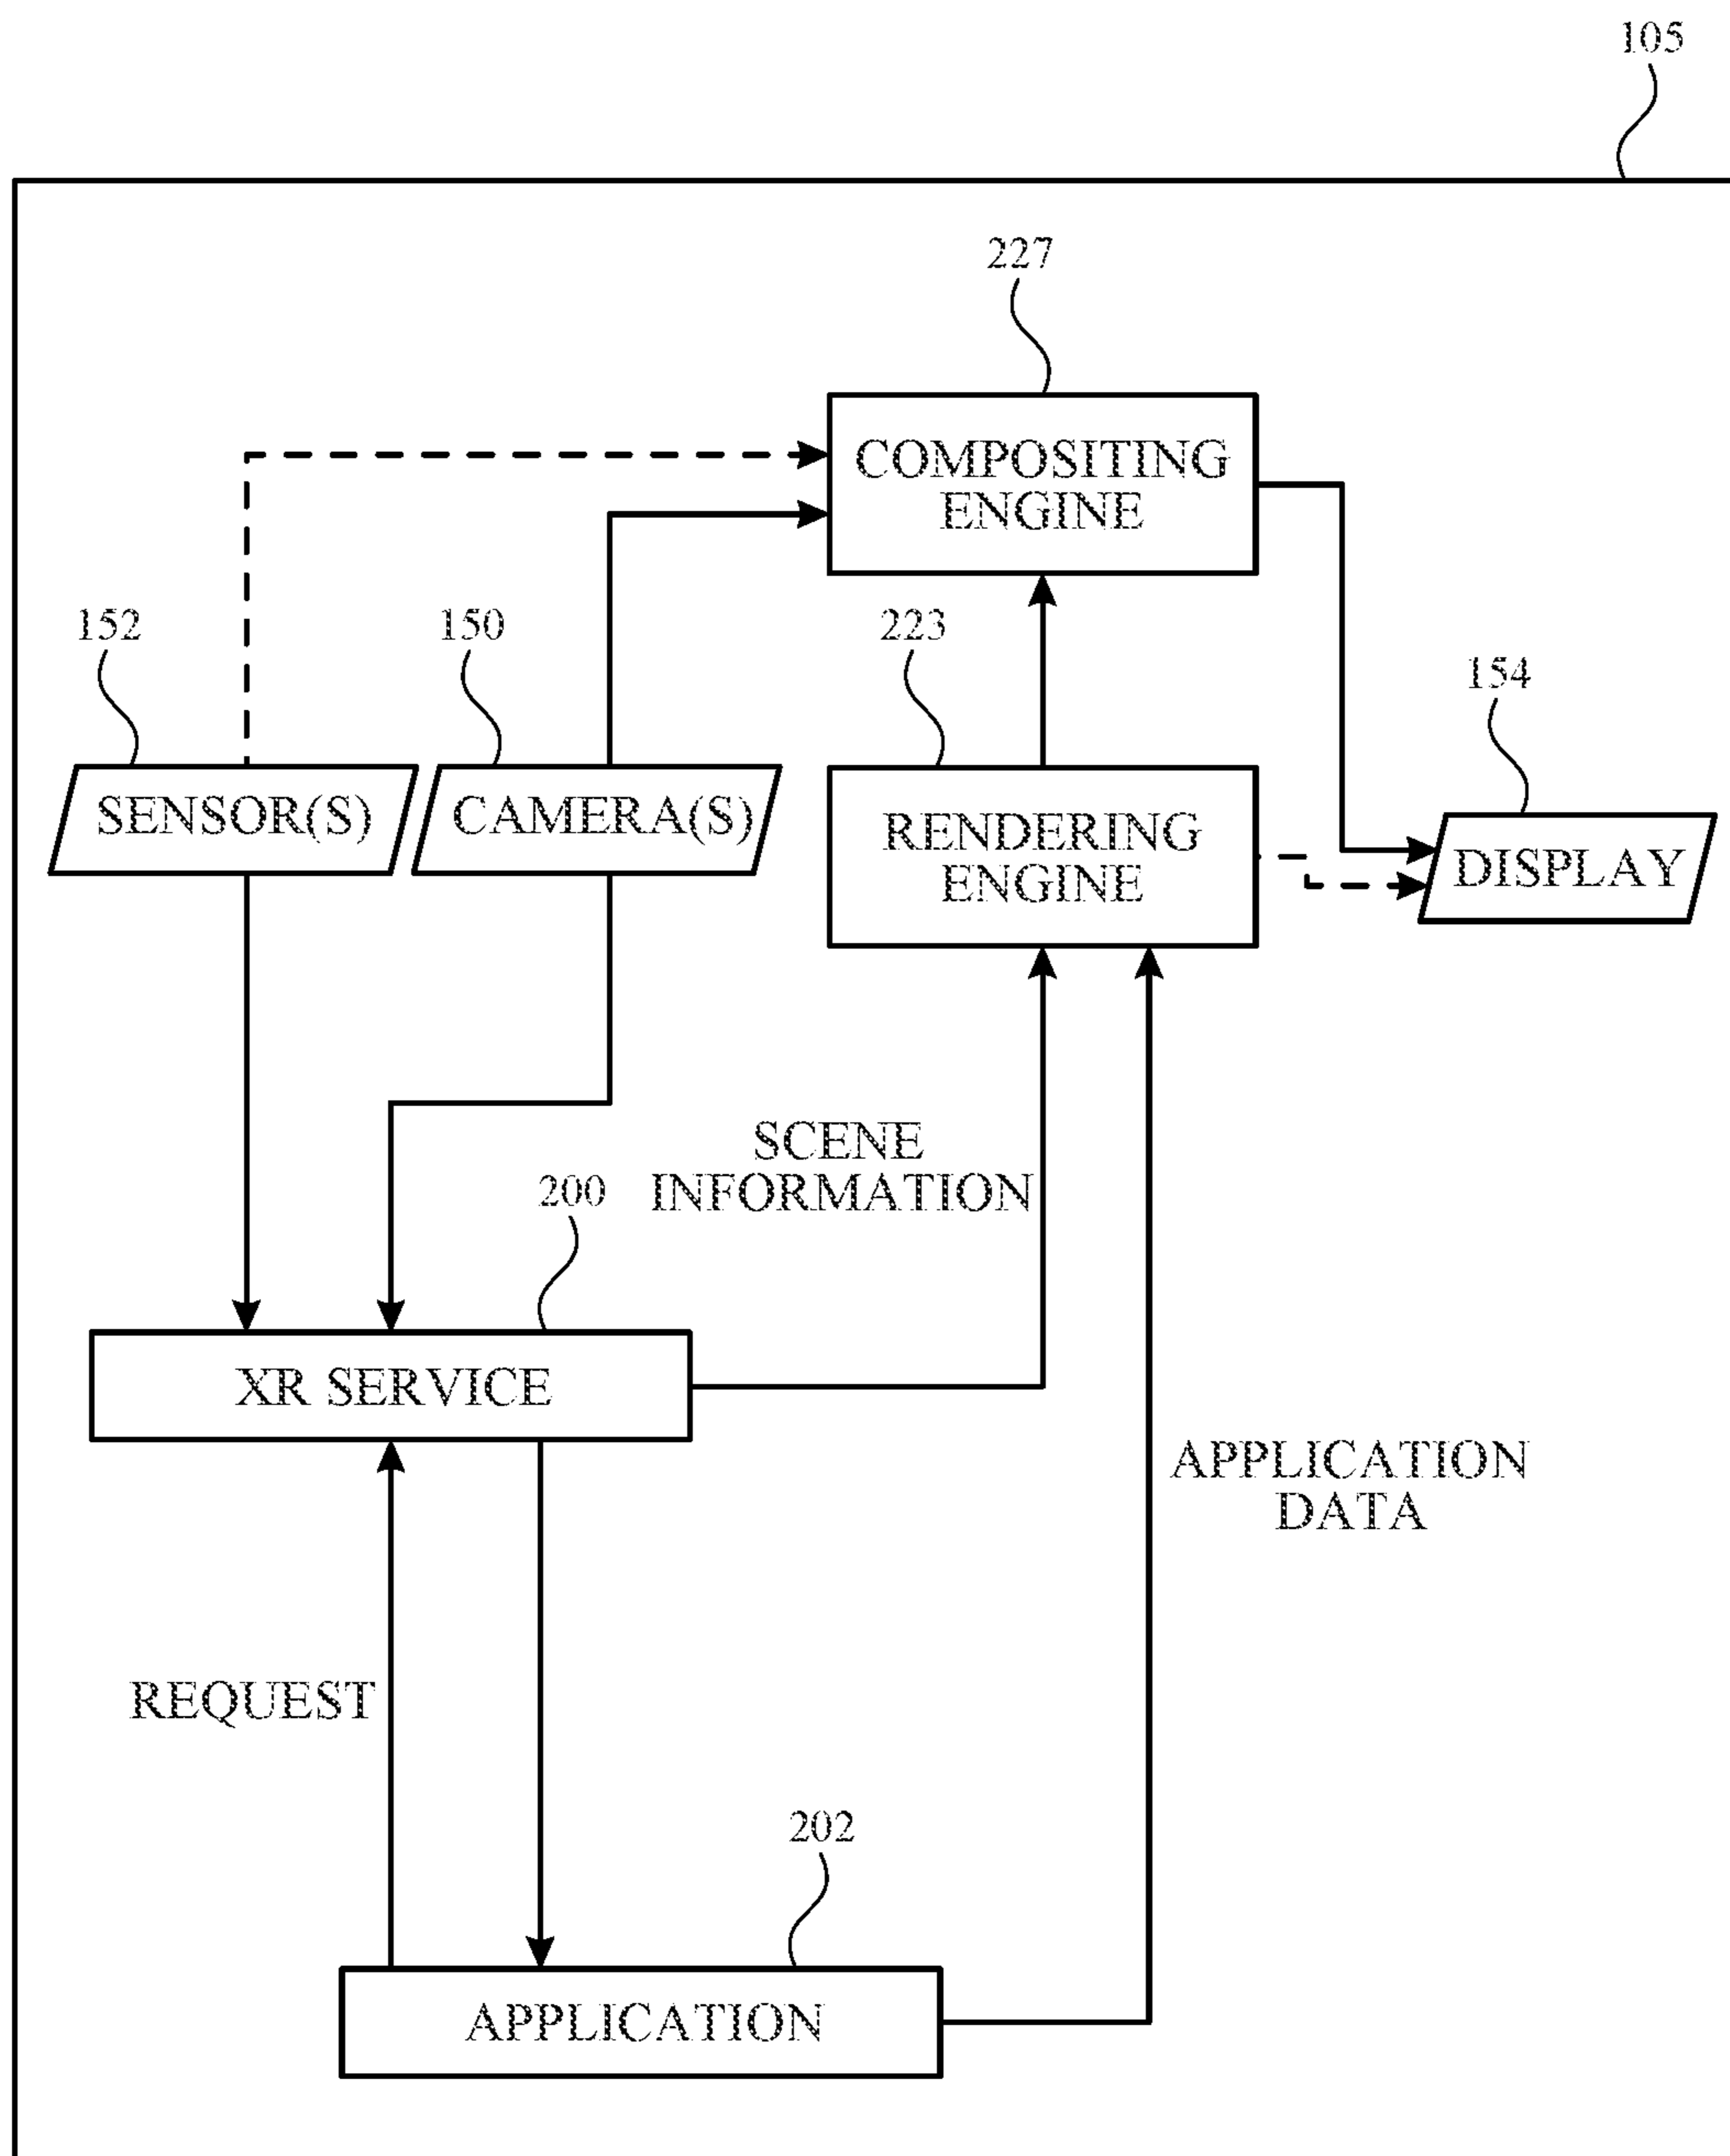 105
227
COMPOSITING
ENGINE
152
150
223
154
SENSOR(S)
CAMERA(S)
RENDERING
ENGINE
DISPLAY
SCENE
INFORMATION
200
XR SERVICE
APPLICATION
DATA
REQUEST
202
APPLICATION